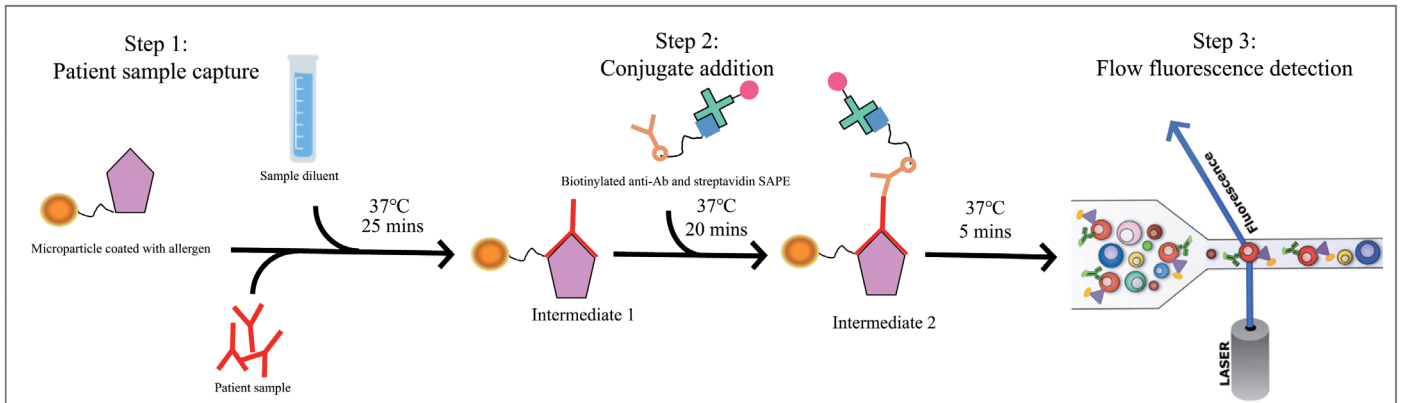 Step 1:
Patient sample capture
Sample diluent
Microparticle coated with allergen
37°C
25 mins
Patient sample
Intermediate 1
Step 2:
Conjugate addition
Biotinylated anti-Ab and streptavidin SAPE
37°C
20 mins
Intermediate 2
37°C
5 mins
Step 3:
Flow fluorescence detection
Fluorescence
LASER